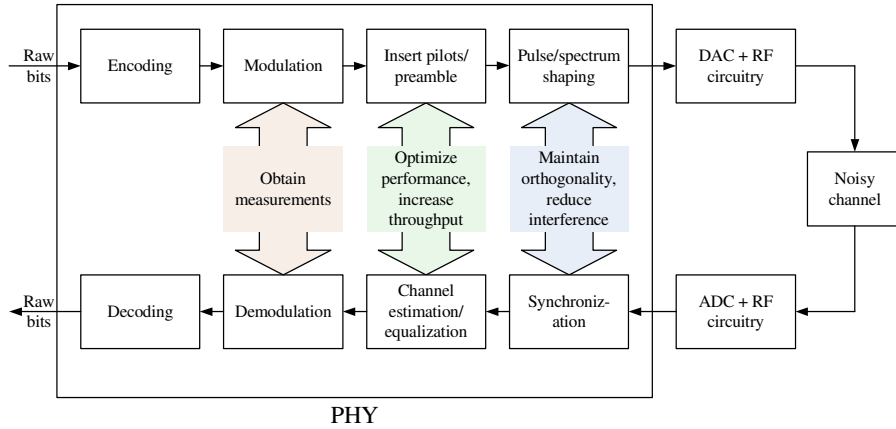 Raw
bits
Encoding
Modulation
Insert pilots/
preamble
Pulse/spectrum
shaping
DAC + RF
circuitry
Obtain
measurements
Optimize
performance,
increase
throughput
Maintain
orthogonality,
reduce
interference
Noisy
channel
Raw
bits
Decoding
Demodulation
Channel
estimation/
equalization
Synchroniz-
ation
ADC + RF
circuitry
PHY